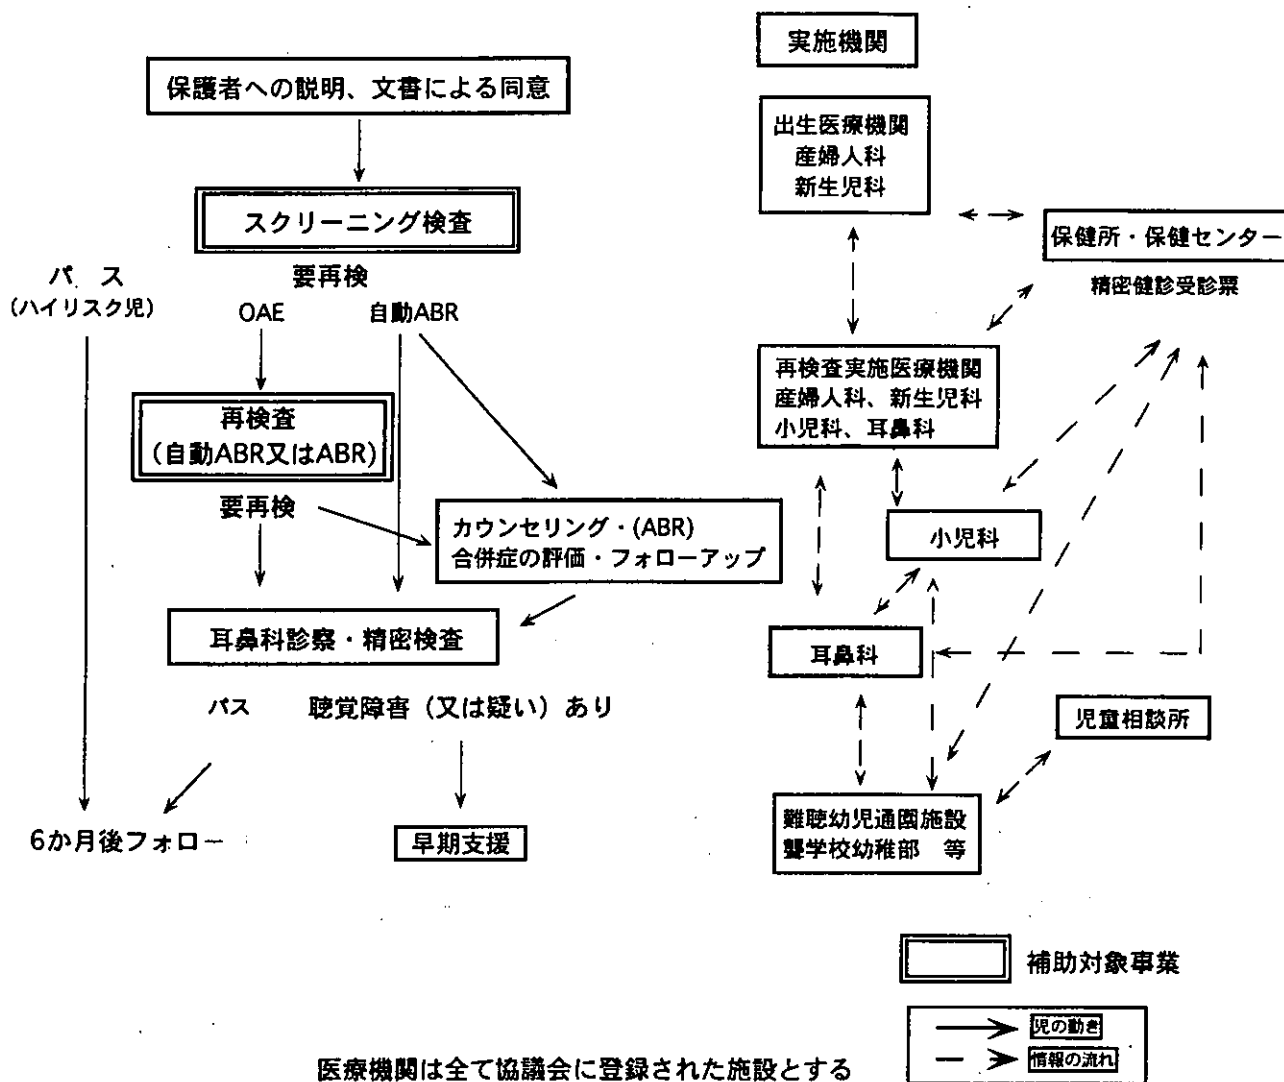 保護者への説明、文書による同意
スクリーニング検査
パス
(ハイリスク児)
要再検
OAE
自動ABR
再検査
(自動ABR又はABR)
要再検
カウンセリング・(ABR)
合併症の評価・フォローアップ
耳鼻科診察・精密検査
パス
聴覚障害（又は疑い）あり
6か月後フォロー
早期支援
実施機関
出生医療機関
産婦人科
新生児科
保健所・保健センター
精密健診受診票
再検査実施医療機関
産婦人科、新生児科
小児科、耳鼻科
小児科
耳鼻科
児童相談所
難聴幼児通園施設
聾学校幼稚部　等
補助対象事業
児の動き
情報の流れ
医療機関は全て協議会に登録された施設とする